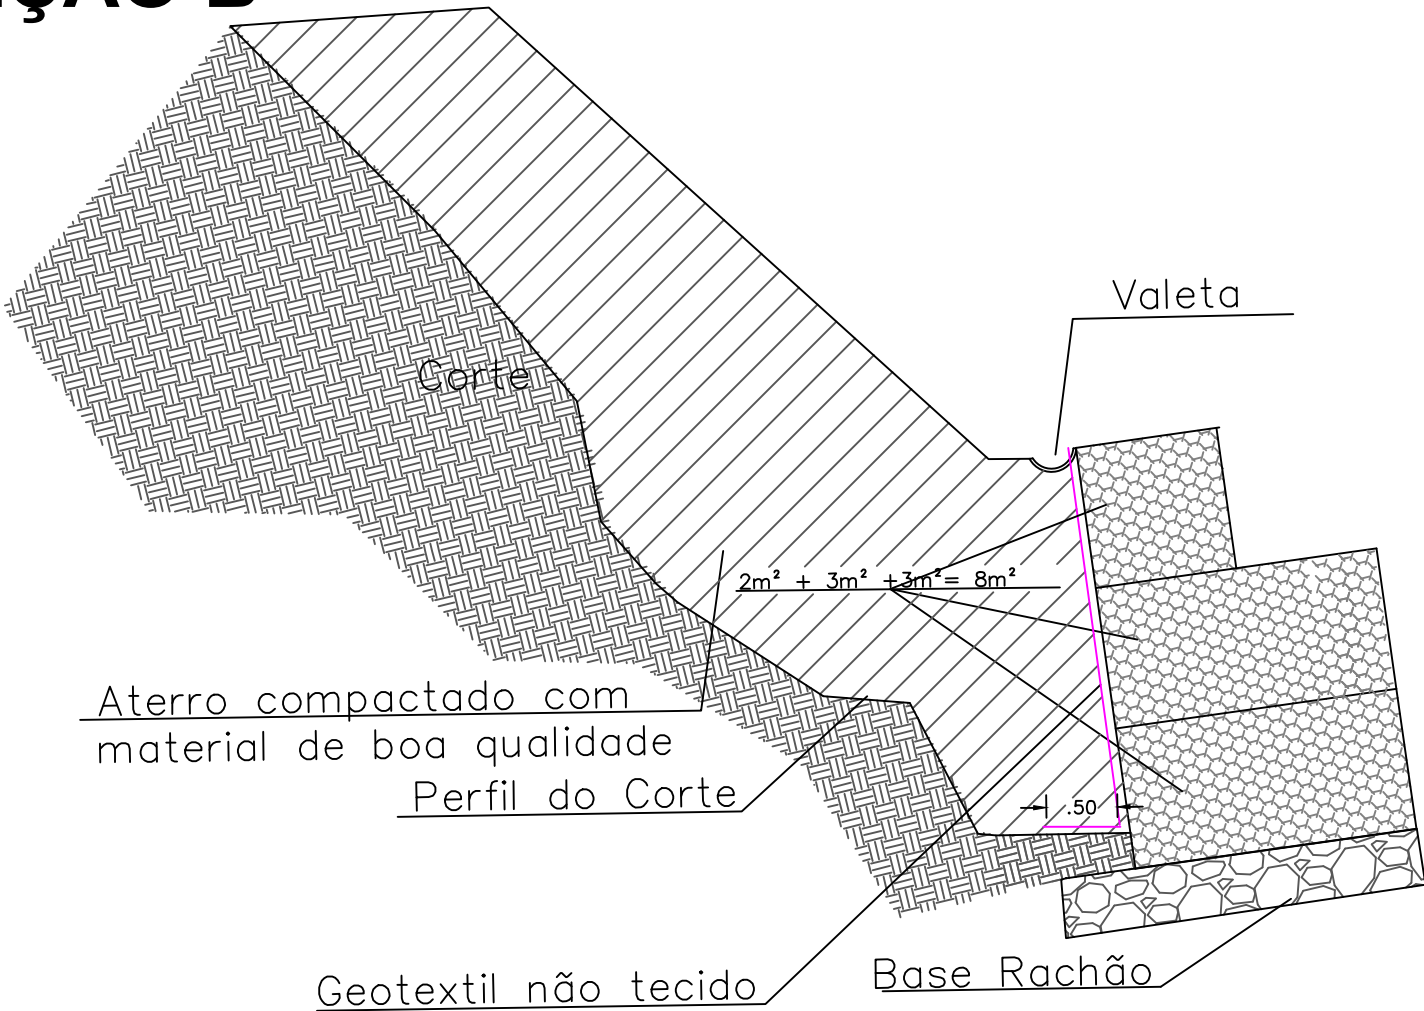 Valeta
Corte
2m² + 3m² +3m²= 8m²
Aterro compactado com
material de boa qualidade
Perfil do Corte
.50
Geotextil não tecido
Base Rachão